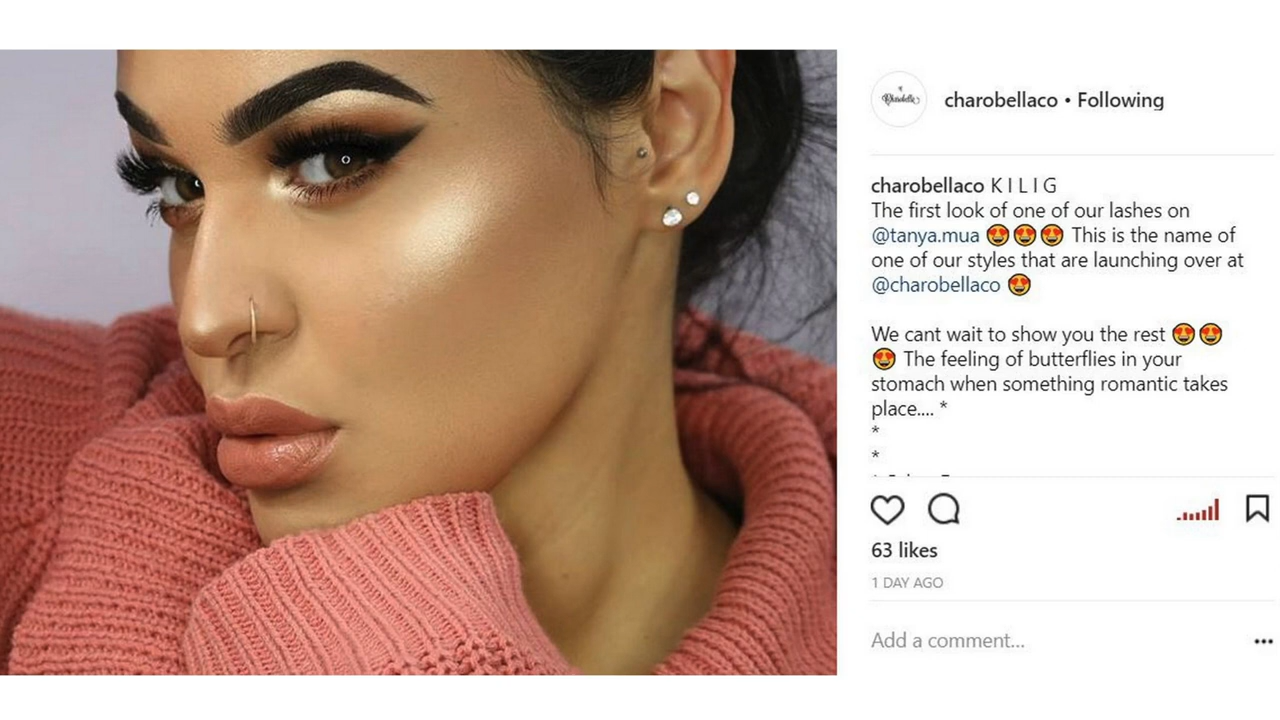 charobellaco • Following
charobellaco K I L I G
The first look of one of our lashes on
@tanya.mua 😍😍😍 This is the name of
one of our styles that are launching over at
@charobellaco 😍
We cant wait to show you the rest 😍😍
😍 The feeling of butterflies in your
stomach when something romantic takes
place.... *
*
*
63 likes
1 DAY AGO
Add a comment...